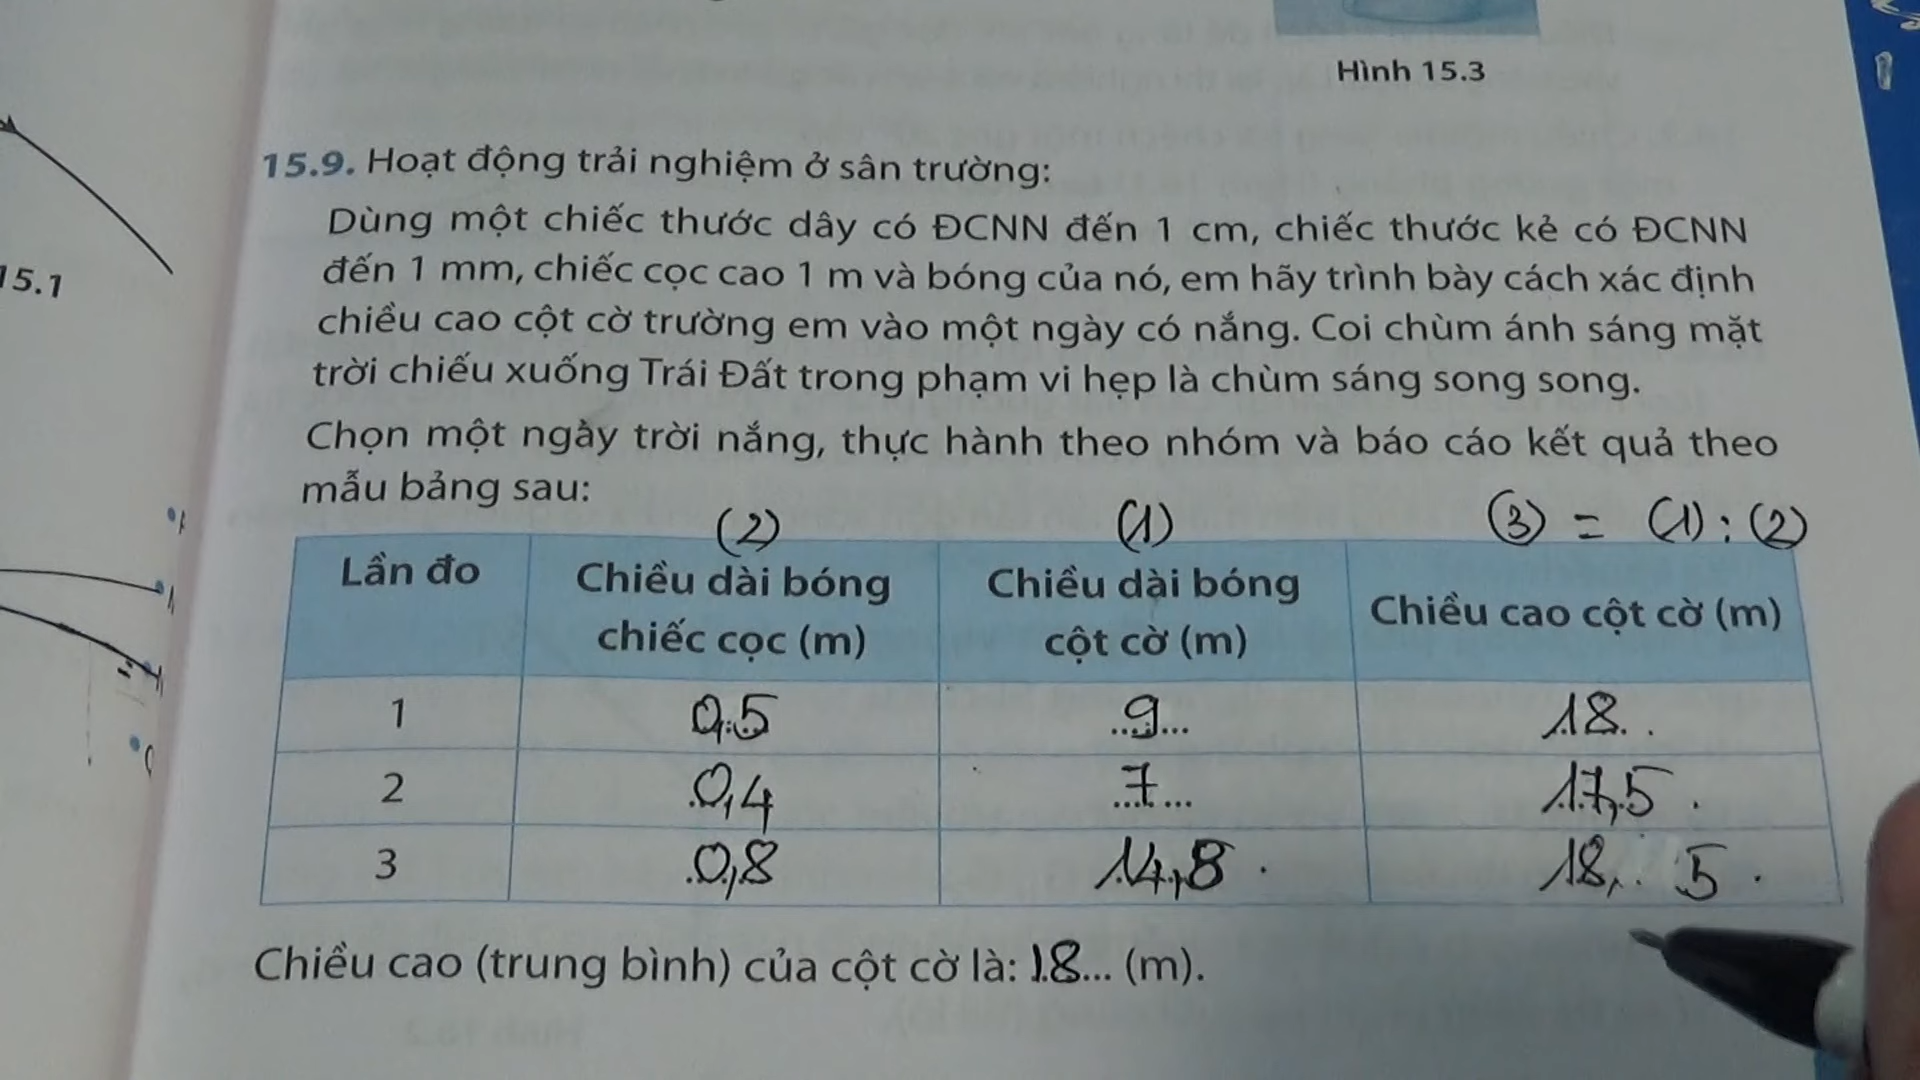 Hình 15.3
15.9. Hoạt động trải nghiệm ở sân trường:
Dùng một chiếc thước dây có ĐCNN đến 1 cm, chiếc thước kẻ có ĐCNN
đến 1 mm, chiếc cọc cao 1 m và bóng của nó, em hãy trình bày cách xác định
chiều cao cột cờ trường em vào một ngày có nắng. Coi chùm ánh sáng mặt
trời chiếu xuống Trái Đất trong phạm vi hẹp là chùm sáng song song.
15.1
Chọn một ngày trời nắng, thực hành theo nhóm và báo cáo kết quả theo
mẫu bảng sau:
(2) (1) (3) = (1) : (2)
Lần đo Chiều dài bóng chiếc cọc (m) Chiều dài bóng cột cờ (m) Chiều cao cột cờ (m)
1 0,5 ..9... 18. .
2 0,4 ...7... 17,5 .
3 0,8 14,8 . 18,.. 5 .
Chiều cao (trung bình) của cột cờ là: 18... (m).